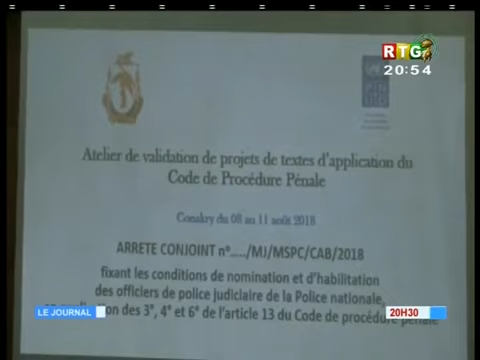 RTG
20:54
PN
UD
Atelier de validation de projets de textes d'application du
Code de Procédure Pénale
Conakry du 08 au 11 août 2018
ARRETE CONJOINT n°..../MJ/MSPC/CAB/2018
fixant les conditions de nomination et d'habilitation
des officiers de police judiciaire de la Police nationale,
des 3°, 4° et 6° de l'article 13 du Code de procédure pénale
LE JOURNAL
20H30